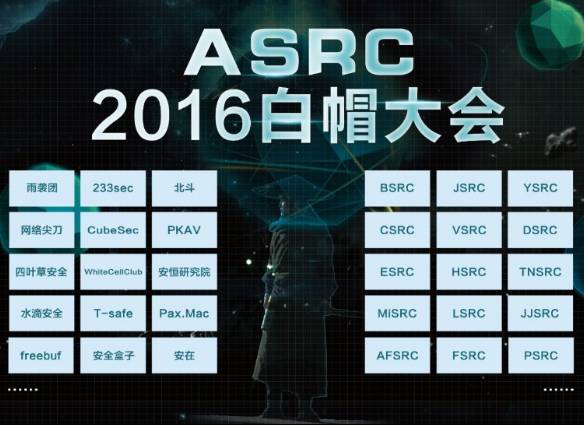 ASRC
2016白帽大会
雨袭团 233sec 北斗 BSRC JSRC YSRC
网络尖刀 CubeSec PKAV CSRC VSRC DSRC
四叶草安全 WhiteCellClub 安恒研究院 ESRC HSRC TNSRC
水滴安全 T-safe Pax.Mac MiSRC LSRC JJSRC
freebuf 安全盒子 安在 AFSRC FSRC PSRC
...... ......